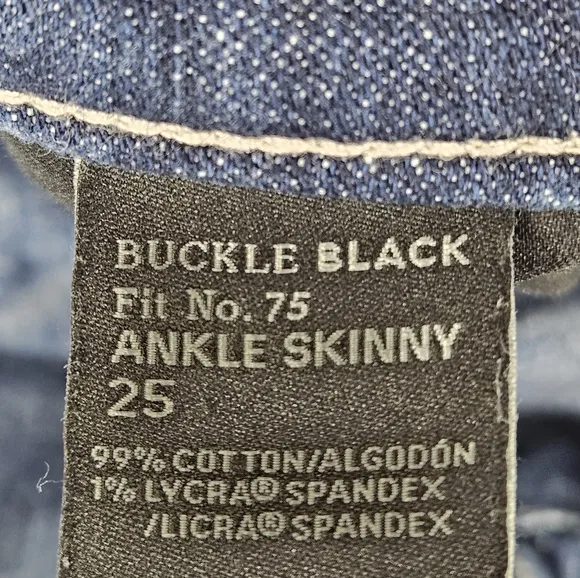 BUCKLE BLACK
Fit No. 75
ANKLE SKINNY
25
99% COTTON/ALGODÓN
1% LYCRA® SPANDEX
/LICRA® SPANDEX